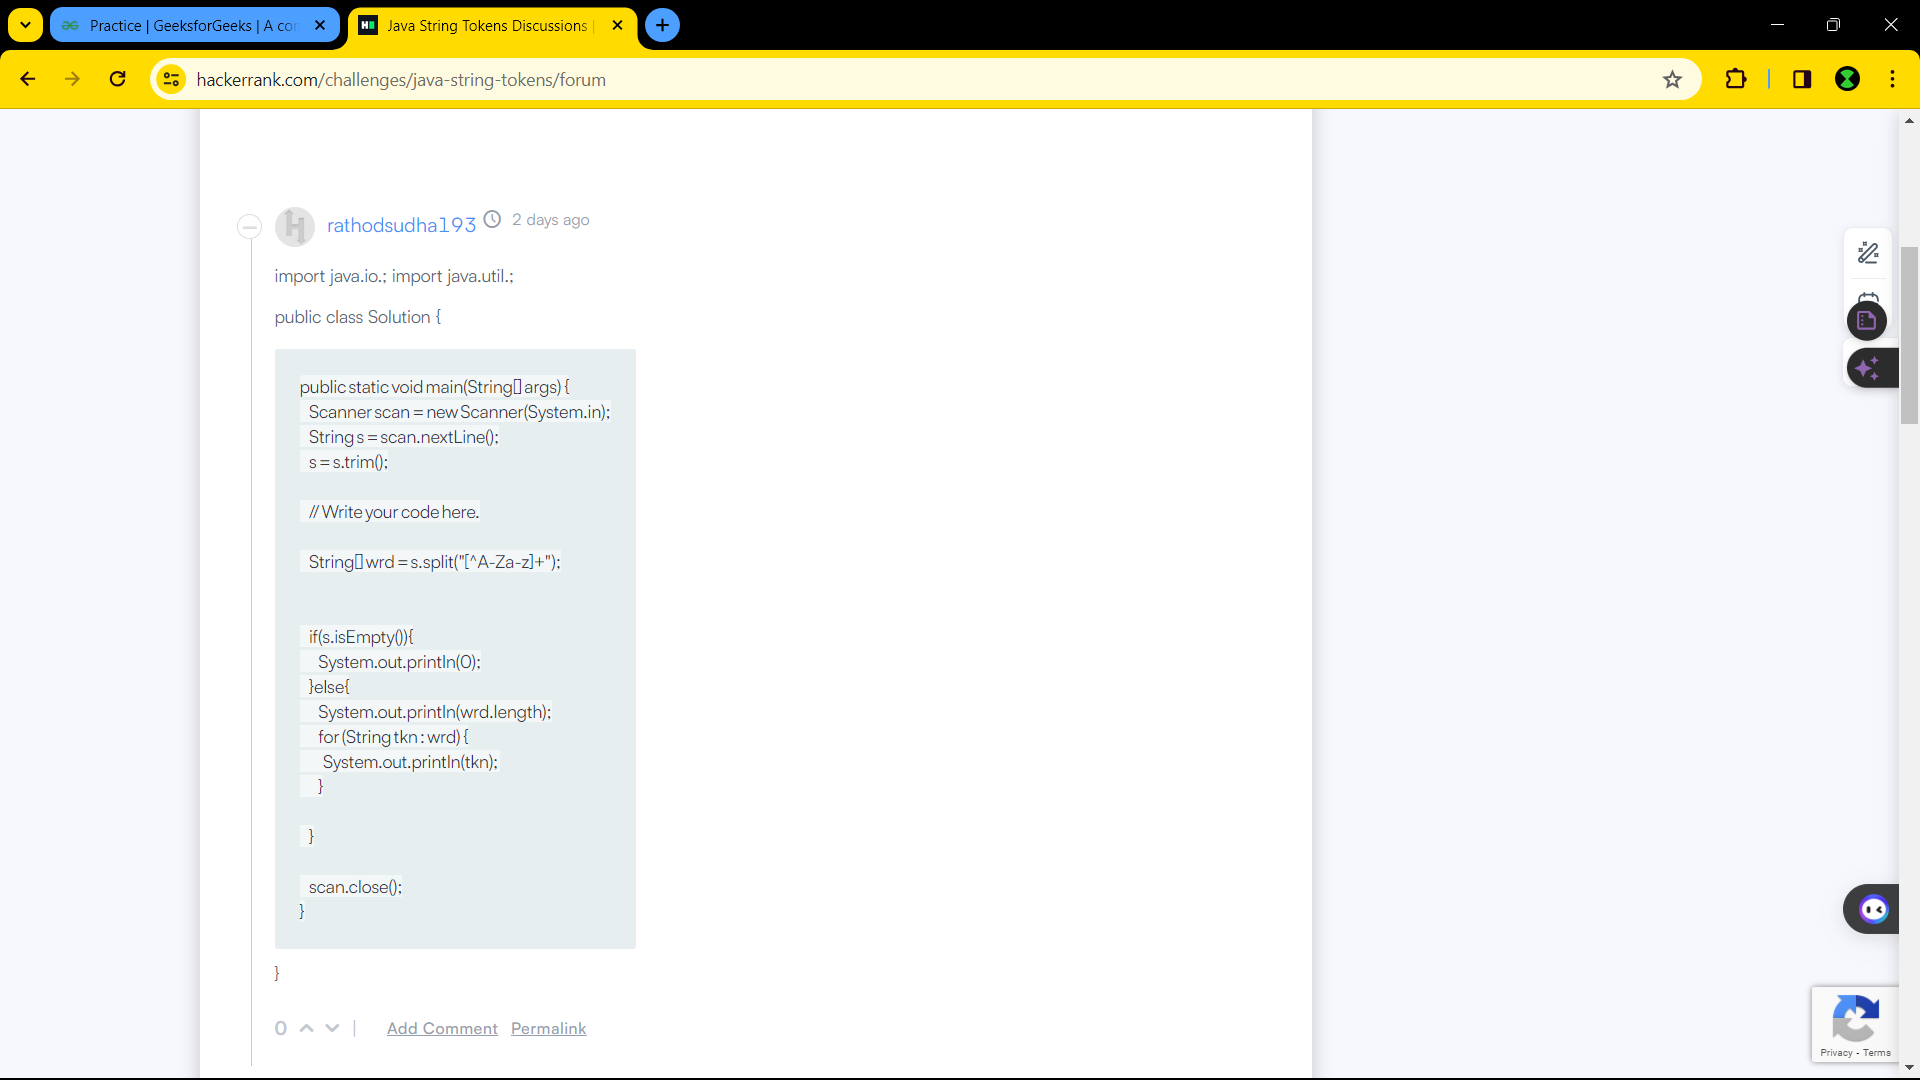 Practice | GeeksforGeeks | A co
Java String Tokens Discussions |
hackerrank.com/challenges/java-string-tokens/forum
rathodsudha193 2 days ago
import java.io.; import java.util.;
public class Solution {
public static void main(String[] args) {
Scanner scan = new Scanner(System.in);
String s = scan.nextLine();
s = s.trim();
// Write your code here.
String[] wrd = s.split("[^A-Za-z]+");
if(s.isEmpty()){
System.out.println(0);
}else{
System.out.println(wrd.length);
for (String tkn : wrd) {
System.out.println(tkn);
}
}
scan.close();
}
}
0 | Add Comment Permalink
Privacy - Terms